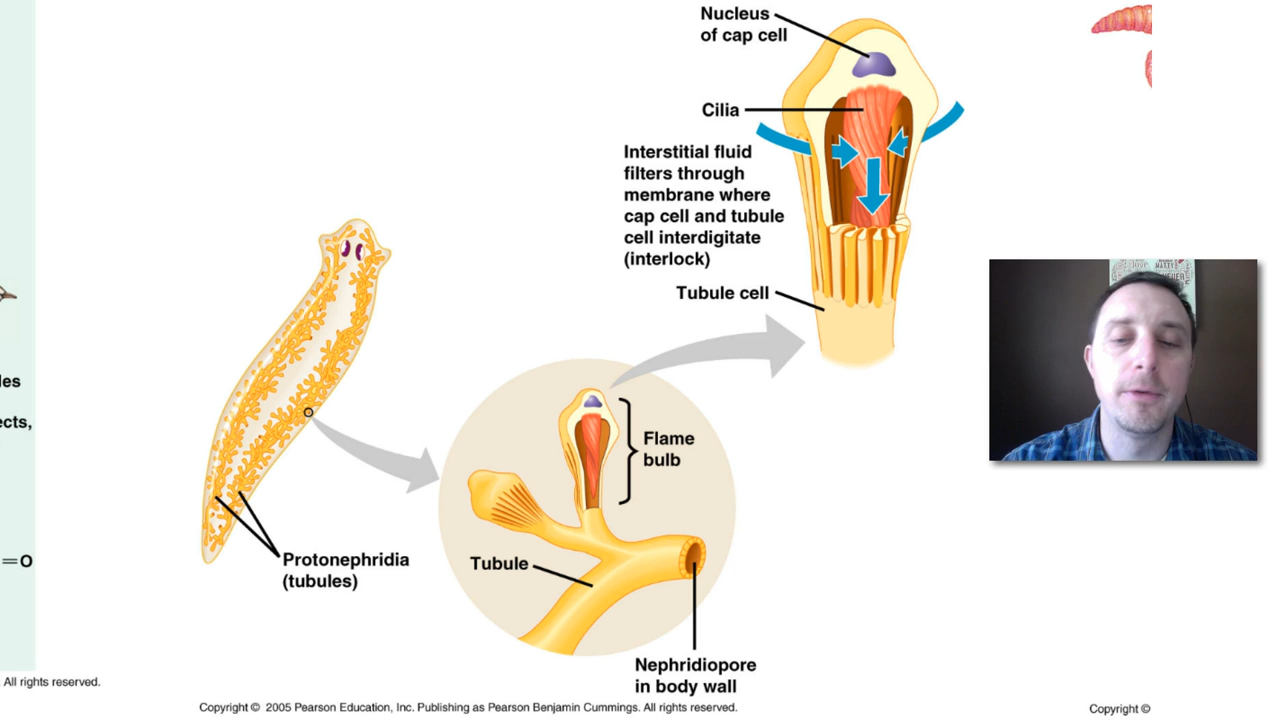 Nucleus
of cap cell
Cilia
Interstitial fluid
filters through
membrane where
cap cell and tubule
cell interdigitate
(interlock)
Tubule cell
les
ects,
Flame
bulb
=O
Protonephridia
(tubules)
Tubule
Nephridiopore
in body wall
. All rights reserved.
Copyright © 2005 Pearson Education, Inc. Publishing as Pearson Benjamin Cummings. All rights reserved.
Copyright ©